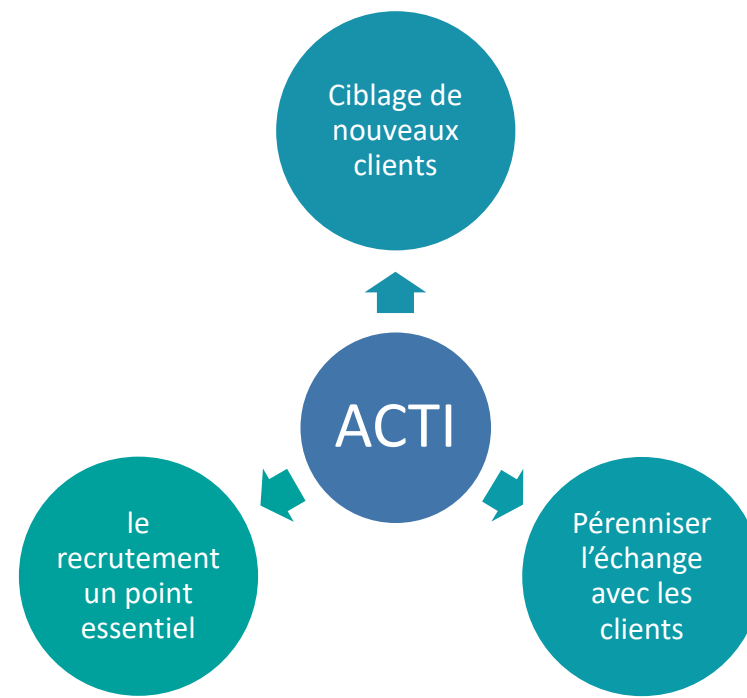 Ciblage de
nouveaux
clients
ACTI
le
recrutement
un point
essentiel
Pérenniser
l’échange
avec les
clients